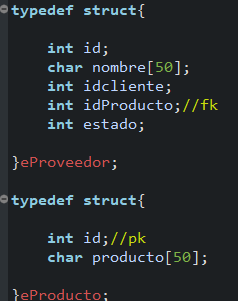 typedef struct{
int id;
char nombre[50];
int idcliente;
int idProducto;//fk
int estado;
}eProveedor;
typedef struct{
int id;//pk
char producto[50];
}eProducto;